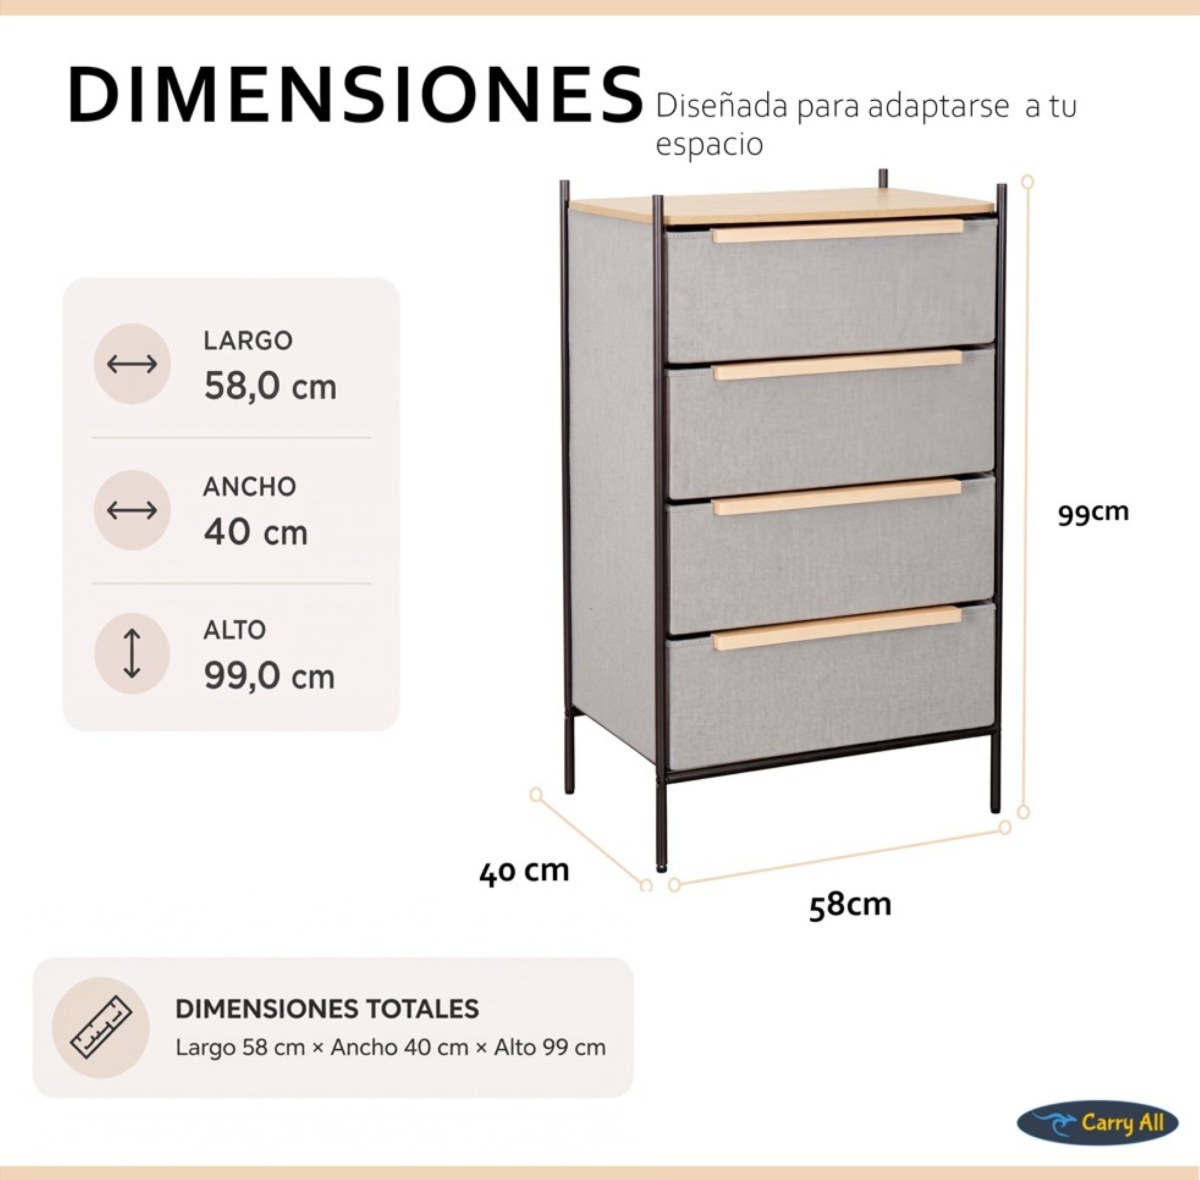 DIMENSIONES
Diseñada para adaptarse a tu
espacio
LARGO
58,0 cm
ANCHO
40 cm
ALTO
99,0 cm
99cm
40 cm
58cm
DIMENSIONES TOTALES
Largo 58 cm × Ancho 40 cm × Alto 99 cm
Carry All